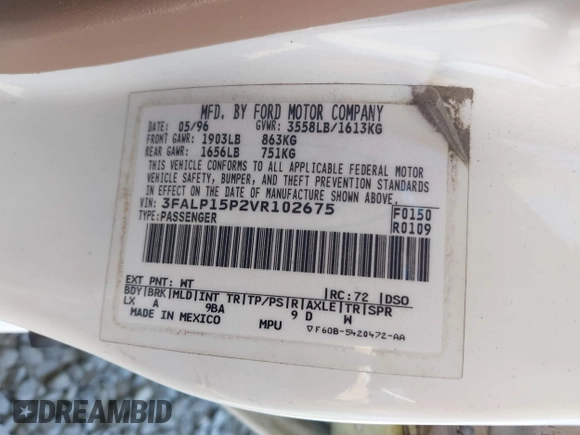 MFD. BY FORD MOTOR COMPANY
DATE: 05/96 GVWR: 3558LB/1613KG
FRONT GAWR: 1903LB 863KG
REAR GAWR: 1656LB 751KG
THIS VEHICLE CONFORMS TO ALL APPLICABLE FEDERAL MOTOR
VEHICLE SAFETY, BUMPER, AND THEFT PREVENTION STANDARDS
IN EFFECT ON THE DATE OF MANUFACTURE SHOWN ABOVE.
VIN: 3FALP15P2VR102675 F0150
TYPE: PASSENGER R0109
EXT PNT: WT RC: 72 DSO
BDY BRK MLD INT TR TP/PS R AXLE TR SPR
LX A 9BA 9 D W
MADE IN MEXICO MPU ▽F60B-5420472-AA
DREAMBID